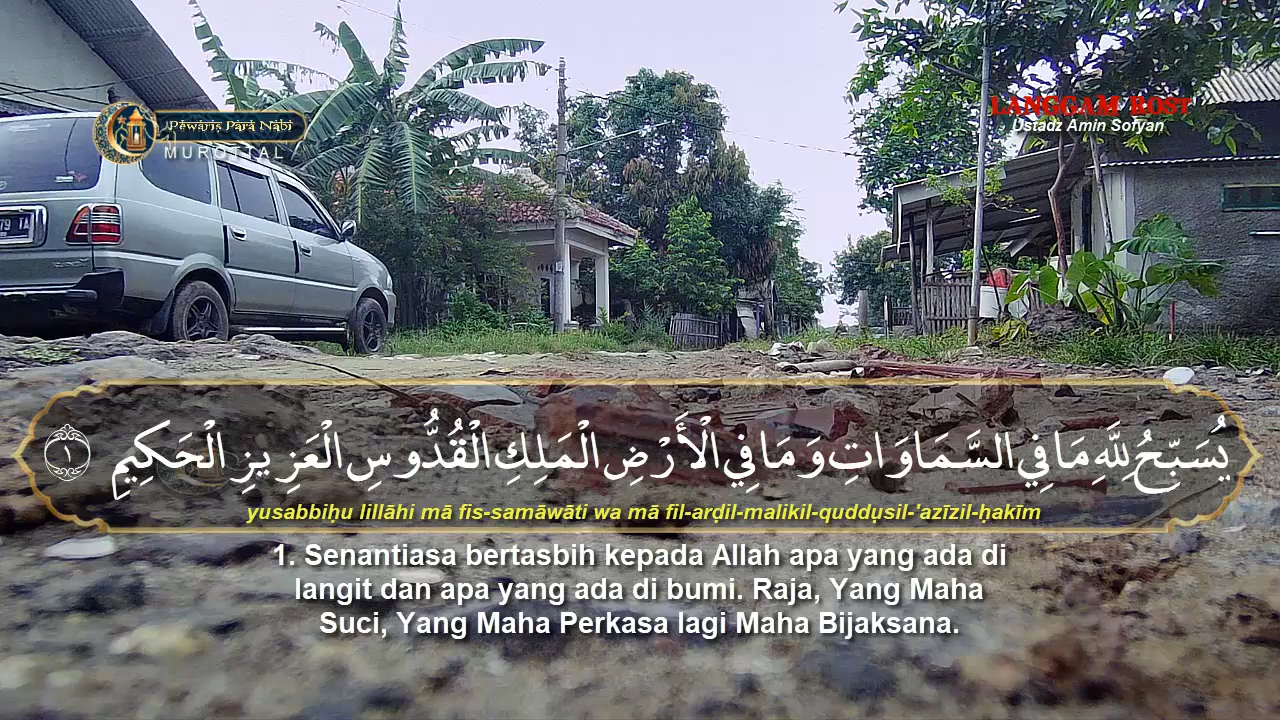 Pewaris Para Nabi
MUROTTAL
LANGGAM ROST
Ustadz Amin Sofyan
يُسَبِّحُ لِلَّهِ مَا فِي السَّمَاوَاتِ وَمَا فِي الْأَرْضِ الْمَلِكِ الْقُدُّوسِ الْعَزِيزِ الْحَكِيمِ ١
yusabbiḥu lillāhi mā fis-samāwāti wa mā fil-arḍil-malikil-quddụsil-'azīzil-ḥakīm
1. Senantiasa bertasbih kepada Allah apa yang ada di
langit dan apa yang ada di bumi. Raja, Yang Maha
Suci, Yang Maha Perkasa lagi Maha Bijaksana.